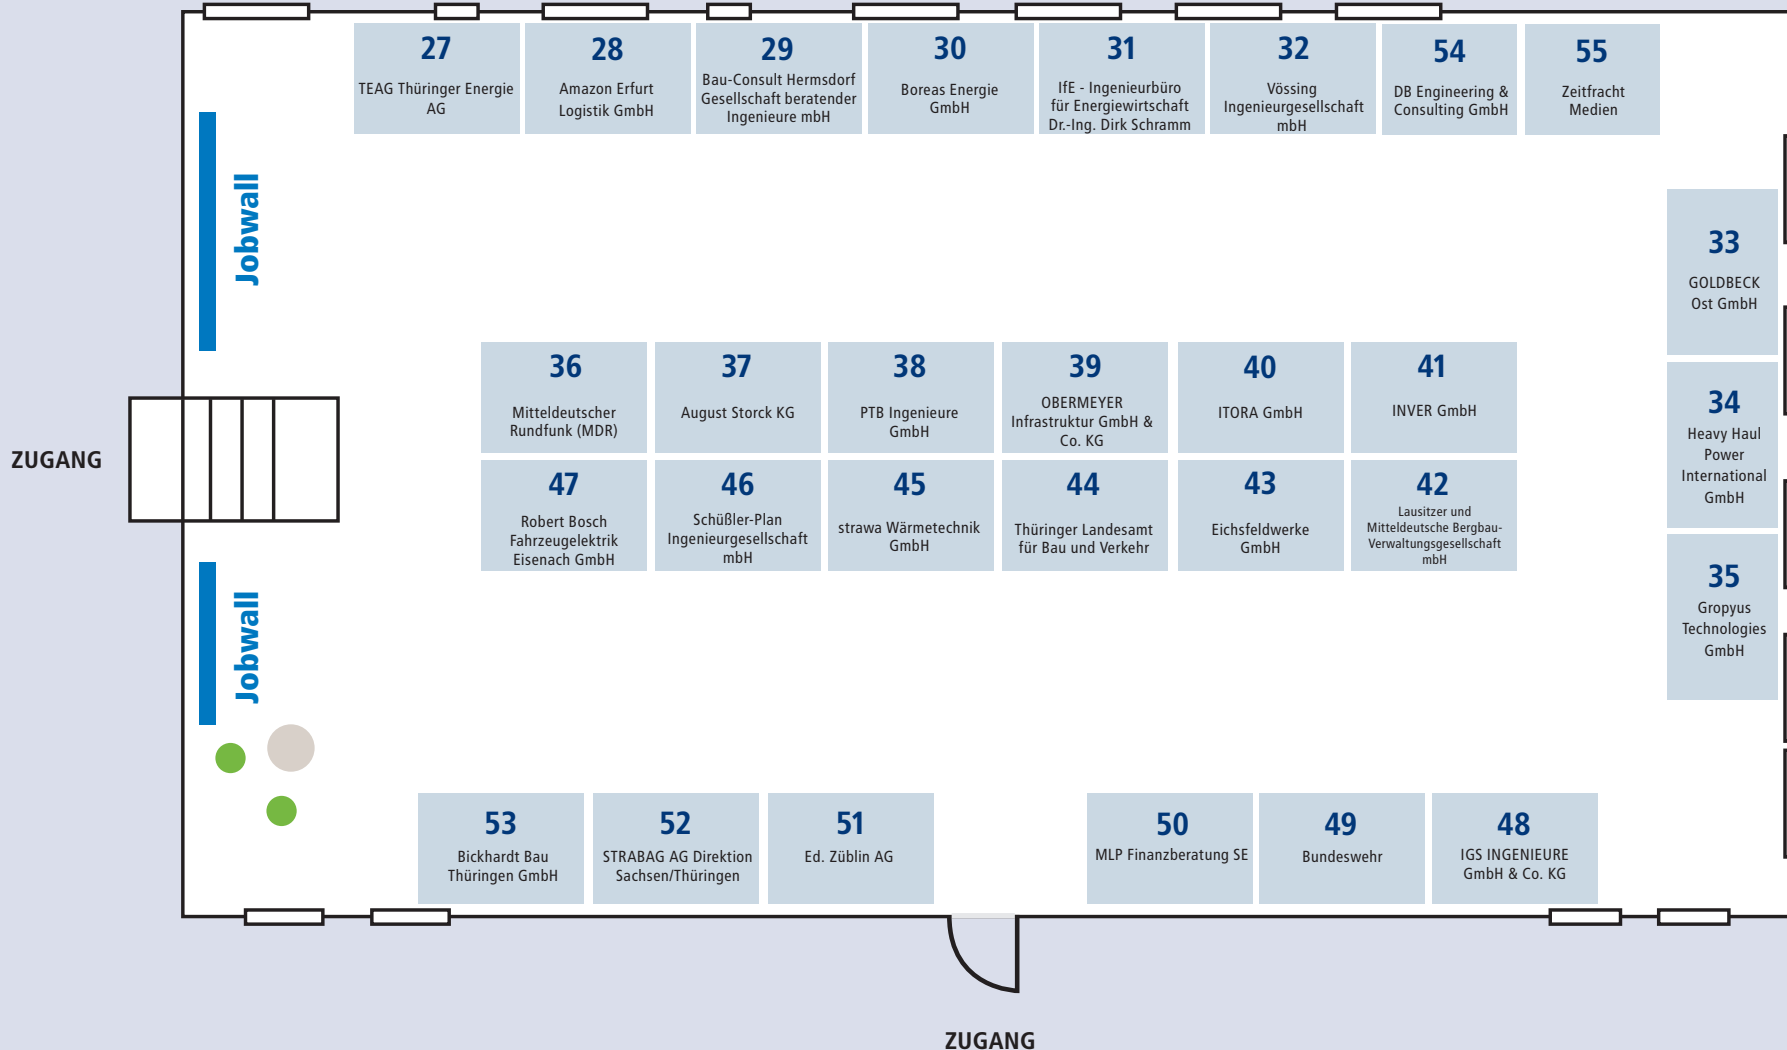 27
TEAG Thüringer Energie
AG
28
Amazon Erfurt
Logistik GmbH
29
Bau-Consult Hermsdorf
Gesellschaft beratender
Ingenieure mbH
30
Boreas Energie
GmbH
31
IfE - Ingenieurbüro
für Energiewirtschaft
Dr.-Ing. Dirk Schramm
32
Vössing
Ingenieurgesellschaft
mbH
54
DB Engineering &
Consulting GmbH
55
Zeitfracht
Medien
Jobwall
33
GOLDBECK
Ost GmbH
36
Mitteldeutscher
Rundfunk (MDR)
37
August Storck KG
38
PTB Ingenieure
GmbH
39
OBERMEYER
Infrastruktur GmbH &
Co. KG
40
ITORA GmbH
41
INVER GmbH
34
Heavy Haul
Power
International
GmbH
ZUGANG
47
Robert Bosch
Fahrzeugelektrik
Eisenach GmbH
46
Schüßler-Plan
Ingenieurgesellschaft
mbH
45
strawa Wärmetechnik
GmbH
44
Thüringer Landesamt
für Bau und Verkehr
43
Eichsfeldwerke
GmbH
42
Lausitzer und
Mitteldeutsche Bergbau-
Verwaltungsgesellschaft
mbH
35
Gropyus
Technologies
GmbH
Jobwall
53
Bickhardt Bau
Thüringen GmbH
52
STRABAG AG Direktion
Sachsen/Thüringen
51
Ed. Züblin AG
50
MLP Finanzberatung SE
49
Bundeswehr
48
IGS INGENIEURE
GmbH & Co. KG
ZUGANG